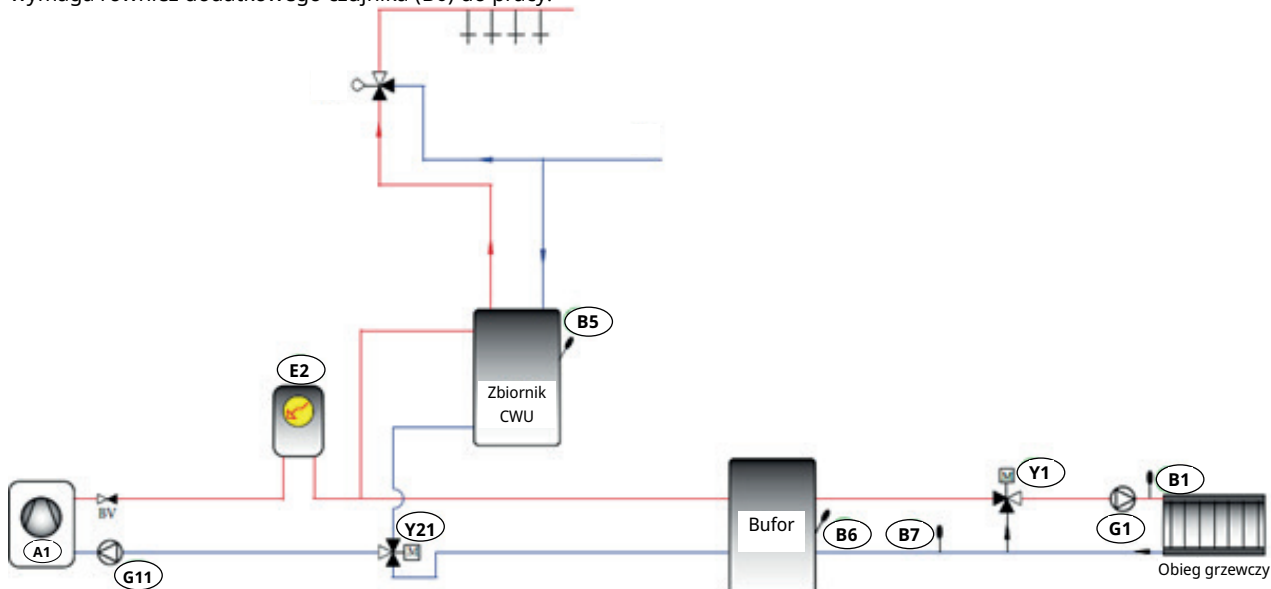 wymaga również dodatkowego czujnika (B6) do pracy.
B5
E2
Zbiornik
CWU
Y1
B1
BV
Y21
Bufor
B6
B7
G1
A1
M
G11
Obieg grzewczy